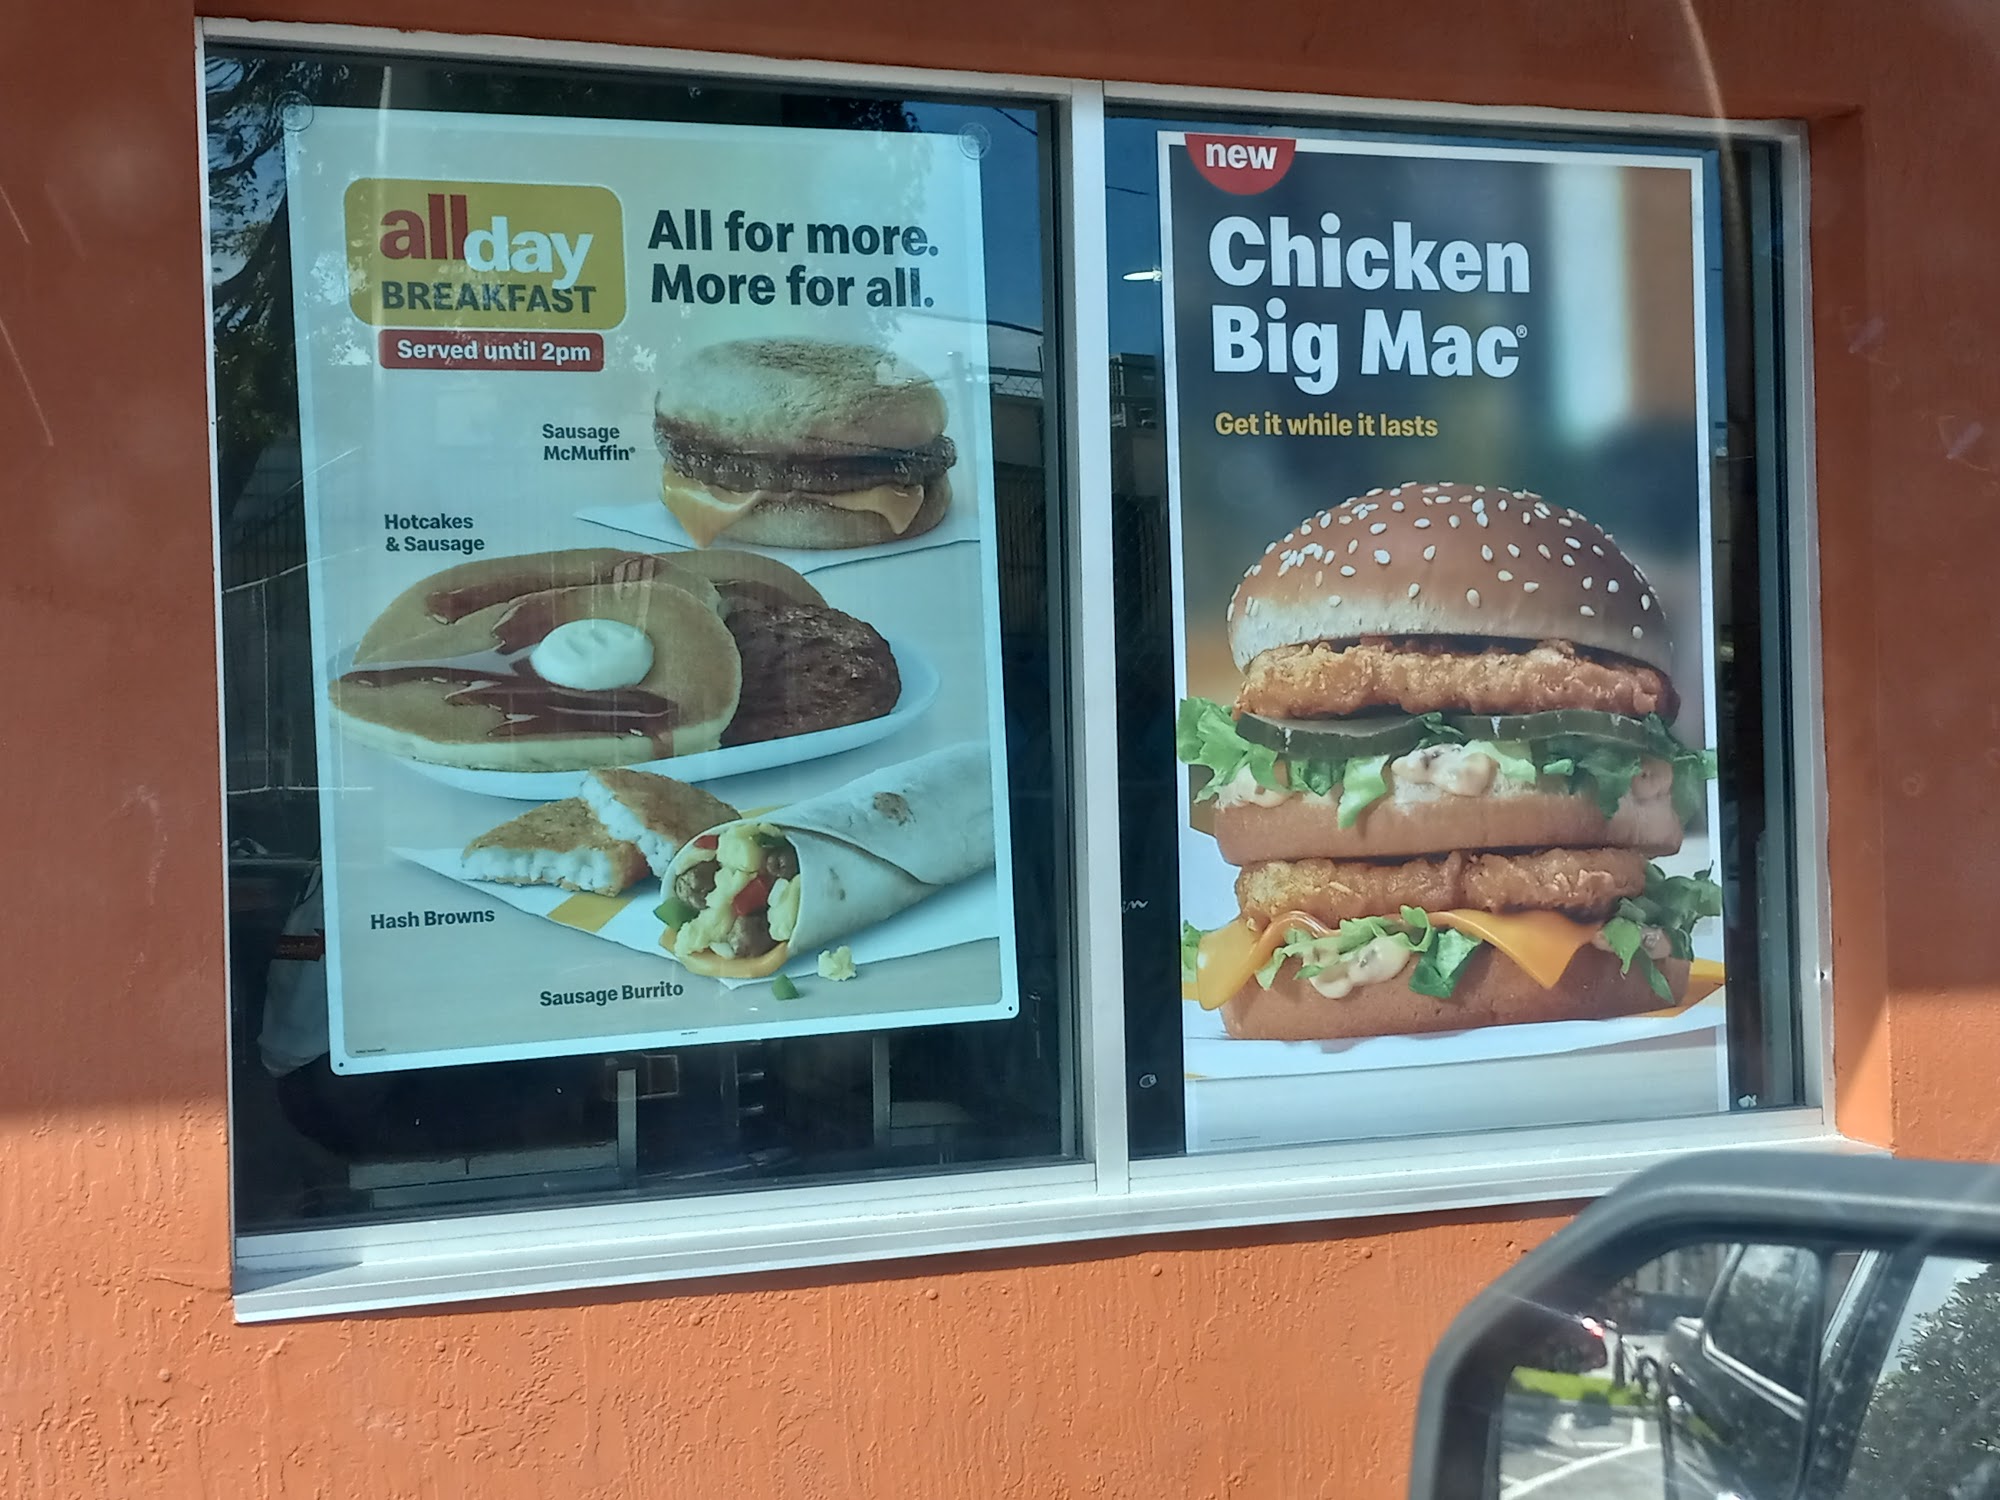 all day
BREAKFAST
Served until 2pm
All for more.
More for all.
Sausage
McMuffin®
Hotcakes
& Sausage
Hash Browns
Sausage Burrito
new
Chicken
Big Mac®
Get it while it lasts